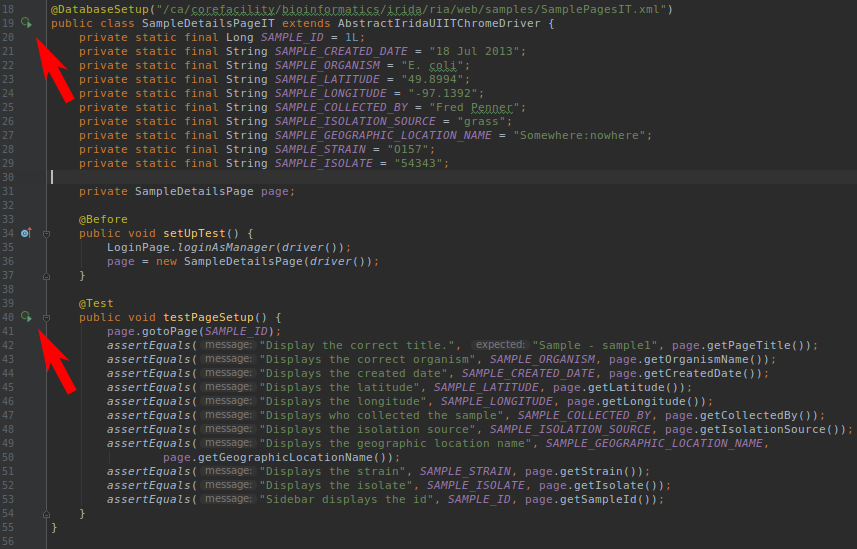 18 @DatabaseSetup("/ca/corefacility/bioinformatics/irida/ria/web/samples/SamplePagesIT.xml")
19 public class SampleDetailsPageIT extends AbstractIridaUIITChromeDriver {
20 private static final Long SAMPLE_ID = 1L;
21 private static final String SAMPLE_CREATED_DATE = "18 Jul 2013";
22 private static final String SAMPLE_ORGANISM = "E. coli";
23 private static final String SAMPLE_LATITUDE = "49.8994";
24 private static final String SAMPLE_LONGITUDE = "-97.1392";
25 private static final String SAMPLE_COLLECTED_BY = "Fred Penner";
26 private static final String SAMPLE_ISOLATION_SOURCE = "grass";
27 private static final String SAMPLE_GEOGRAPHIC_LOCATION_NAME = "Somewhere:nowhere";
28 private static final String SAMPLE_STRAIN = "O157";
29 private static final String SAMPLE_ISOLATE = "54343";
30
31 private SampleDetailsPage page;
32
33 @Before
34 public void setUpTest() {
35 LoginPage.loginAsManager(driver());
36 page = new SampleDetailsPage(driver());
37 }
38
39 @Test
40 public void testPageSetup() {
41 page.gotoPage(SAMPLE_ID);
42 assertEquals( message: "Display the correct title.", expected: "Sample - sample1", page.getPageTitle());
43 assertEquals( message: "Displays the correct organism", SAMPLE_ORGANISM, page.getOrganismName());
44 assertEquals( message: "Displays the created date", SAMPLE_CREATED_DATE, page.getCreatedDate());
45 assertEquals( message: "Displays the latitude", SAMPLE_LATITUDE, page.getLatitude());
46 assertEquals( message: "Displays the longitude", SAMPLE_LONGITUDE, page.getLongitude());
47 assertEquals( message: "Displays who collected the sample", SAMPLE_COLLECTED_BY, page.getCollectedBy());
48 assertEquals( message: "Displays the isolation source", SAMPLE_ISOLATION_SOURCE, page.getIsolationSource());
49 assertEquals( message: "Displays the geographic location name", SAMPLE_GEOGRAPHIC_LOCATION_NAME,
50 page.getGeographicLocationName());
51 assertEquals( message: "Displays the strain", SAMPLE_STRAIN, page.getStrain());
52 assertEquals( message: "Displays the isolate", SAMPLE_ISOLATE, page.getIsolate());
53 assertEquals( message: "Sidebar displays the id", SAMPLE_ID, page.getSampleId());
54 }
55 }
56